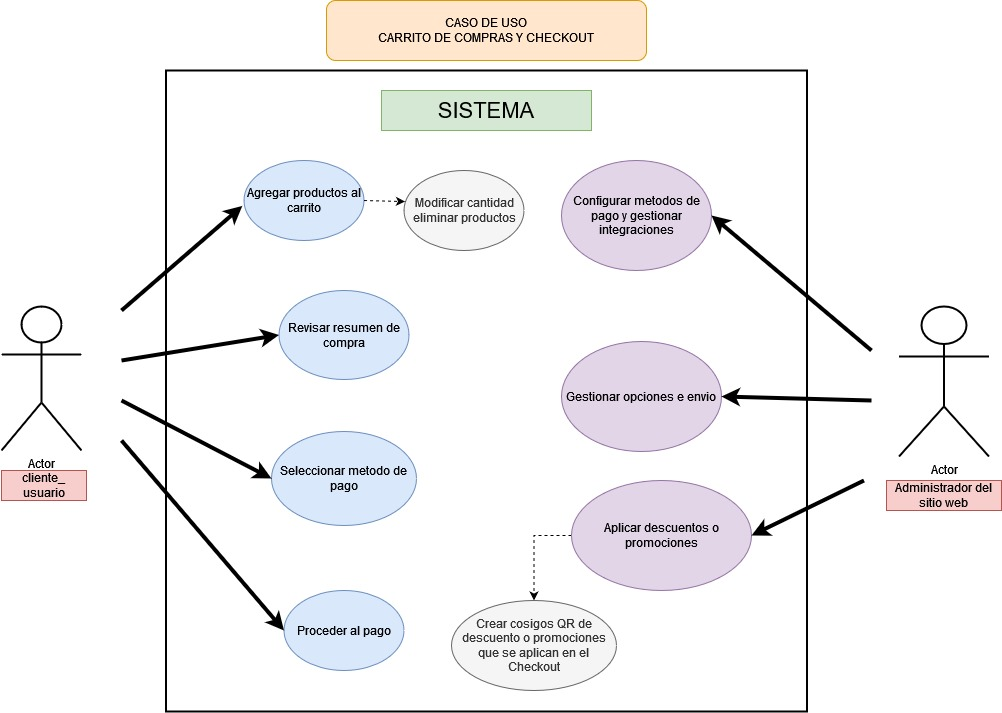 CASO DE USO
CARRITO DE COMPRAS Y CHECKOUT
SISTEMA
Agregar productos al
carrito
Modificar cantidad
eliminar productos
Configurar metodos de
pago y gestionar
integraciones
Revisar resumen de
compra
Gestionar opciones e envio
Seleccionar metodo de
pago
Actor
cliente_
usuario
Actor
Administrador del
sitio web
Aplicar descuentos o
promociones
Proceder al pago
Crear cosigos QR de
descuento o promociones
que se aplican en el
Checkout